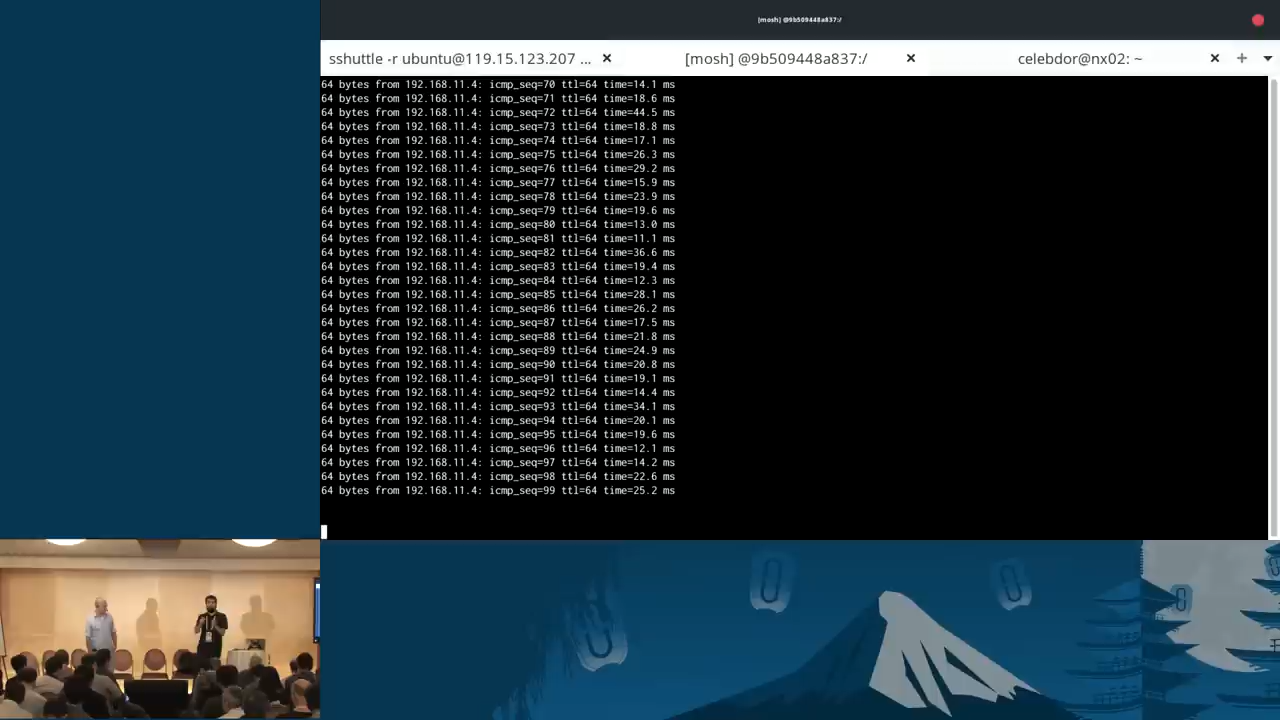 [mosh] @9b509448a837:/
sshuttle -r ubuntu@119.15.123.207 ...
[mosh] @9b509448a837:/
celebdor@nx02: ~
64 bytes from 192.168.11.4: icmp_seq=70 ttl=64 time=14.1 ms
64 bytes from 192.168.11.4: icmp_seq=71 ttl=64 time=18.6 ms
64 bytes from 192.168.11.4: icmp_seq=72 ttl=64 time=44.5 ms
64 bytes from 192.168.11.4: icmp_seq=73 ttl=64 time=18.8 ms
64 bytes from 192.168.11.4: icmp_seq=74 ttl=64 time=17.1 ms
64 bytes from 192.168.11.4: icmp_seq=75 ttl=64 time=26.3 ms
64 bytes from 192.168.11.4: icmp_seq=76 ttl=64 time=29.2 ms
64 bytes from 192.168.11.4: icmp_seq=77 ttl=64 time=15.9 ms
64 bytes from 192.168.11.4: icmp_seq=78 ttl=64 time=23.9 ms
64 bytes from 192.168.11.4: icmp_seq=79 ttl=64 time=19.6 ms
64 bytes from 192.168.11.4: icmp_seq=80 ttl=64 time=13.0 ms
64 bytes from 192.168.11.4: icmp_seq=81 ttl=64 time=11.1 ms
64 bytes from 192.168.11.4: icmp_seq=82 ttl=64 time=36.6 ms
64 bytes from 192.168.11.4: icmp_seq=83 ttl=64 time=19.4 ms
64 bytes from 192.168.11.4: icmp_seq=84 ttl=64 time=12.3 ms
64 bytes from 192.168.11.4: icmp_seq=85 ttl=64 time=28.1 ms
64 bytes from 192.168.11.4: icmp_seq=86 ttl=64 time=26.2 ms
64 bytes from 192.168.11.4: icmp_seq=87 ttl=64 time=17.5 ms
64 bytes from 192.168.11.4: icmp_seq=88 ttl=64 time=21.8 ms
64 bytes from 192.168.11.4: icmp_seq=89 ttl=64 time=24.9 ms
64 bytes from 192.168.11.4: icmp_seq=90 ttl=64 time=20.8 ms
64 bytes from 192.168.11.4: icmp_seq=91 ttl=64 time=19.1 ms
64 bytes from 192.168.11.4: icmp_seq=92 ttl=64 time=14.4 ms
64 bytes from 192.168.11.4: icmp_seq=93 ttl=64 time=34.1 ms
64 bytes from 192.168.11.4: icmp_seq=94 ttl=64 time=20.1 ms
64 bytes from 192.168.11.4: icmp_seq=95 ttl=64 time=19.6 ms
64 bytes from 192.168.11.4: icmp_seq=96 ttl=64 time=12.1 ms
64 bytes from 192.168.11.4: icmp_seq=97 ttl=64 time=14.2 ms
64 bytes from 192.168.11.4: icmp_seq=98 ttl=64 time=22.6 ms
64 bytes from 192.168.11.4: icmp_seq=99 ttl=64 time=25.2 ms